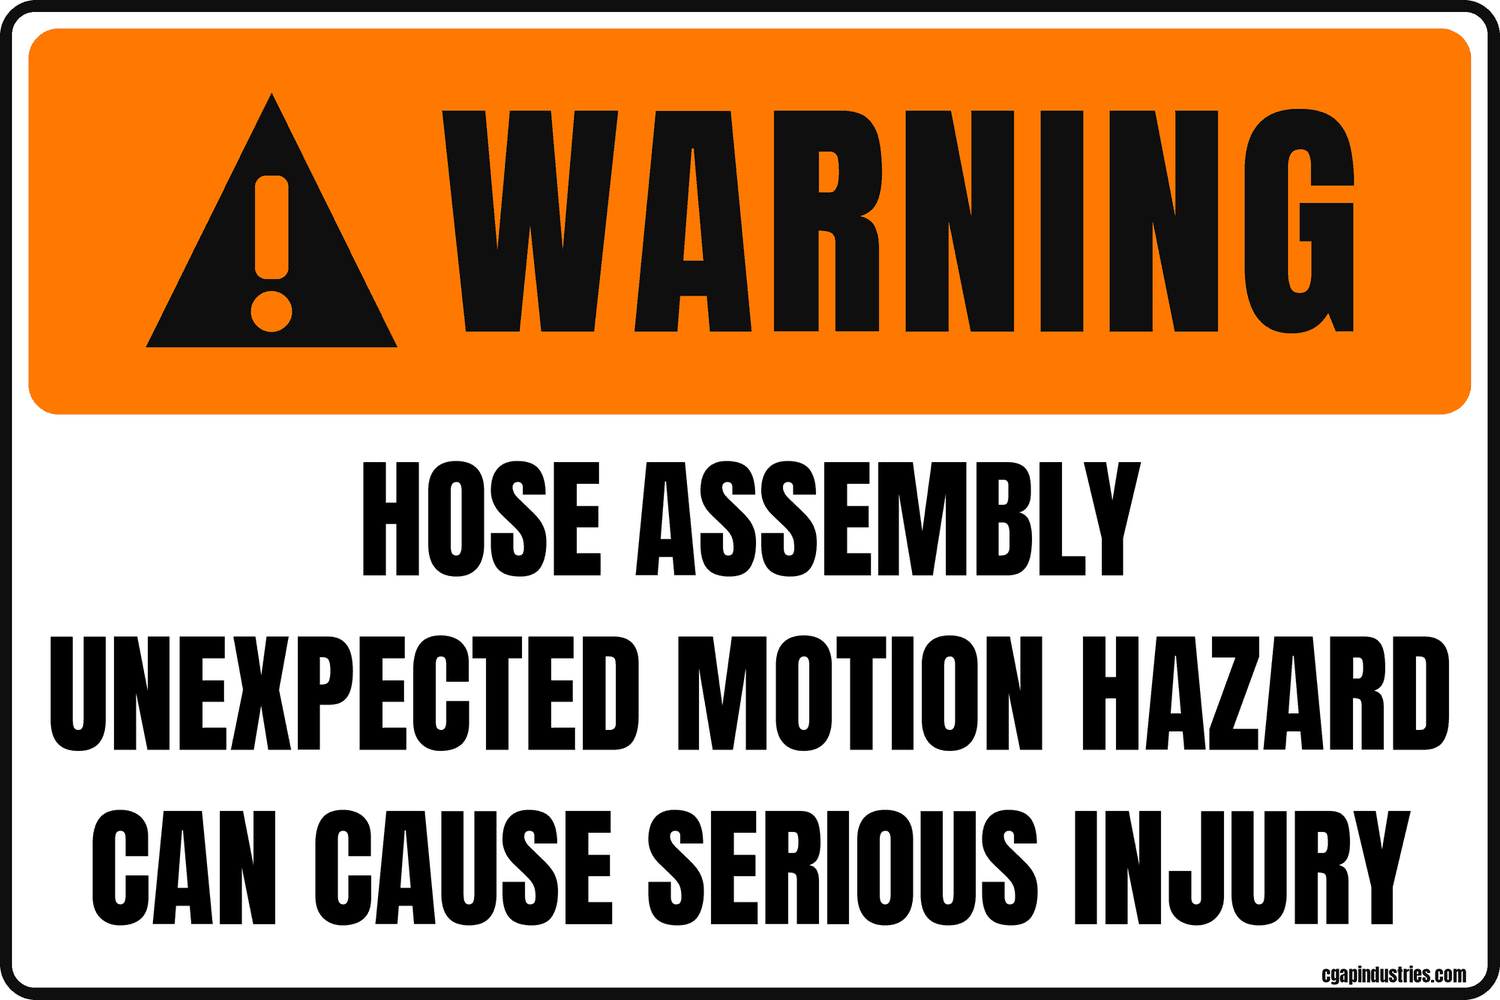 WARNING
HOSE ASSEMBLY
UNEXPECTED MOTION HAZARD
CAN CAUSE SERIOUS INJURY
cgapindustries.com